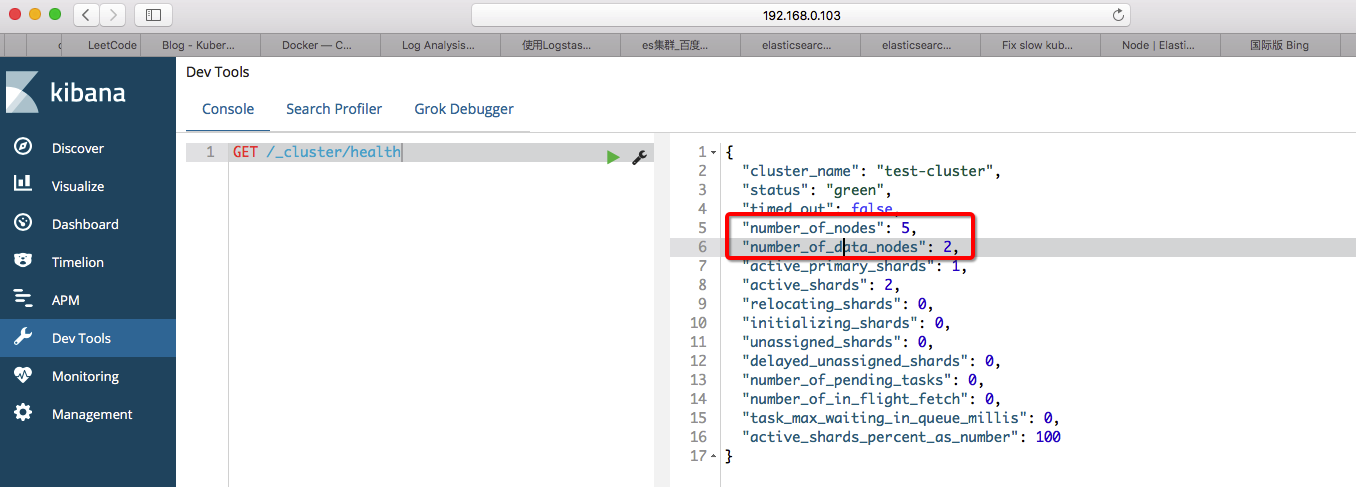 192.168.0.103
LeetCode
Blog - Kuber...
Docker — C...
Log Analysis...
使用Logstas...
es集群_百度...
elasticsearc...
elasticsearc...
Fix slow kub...
Node | Elasti...
国际版 Bing
kibana
Discover
Visualize
Dashboard
Timelion
APM
Dev Tools
Monitoring
Management
Dev Tools
Console
Search Profiler
Grok Debugger
1 GET /_cluster/health
1 {
2 "cluster_name": "test-cluster",
3 "status": "green",
4 "timed_out": false,
5 "number_of_nodes": 5,
6 "number_of_data_nodes": 2,
7 "active_primary_shards": 1,
8 "active_shards": 2,
9 "relocating_shards": 0,
10 "initializing_shards": 0,
11 "unassigned_shards": 0,
12 "delayed_unassigned_shards": 0,
13 "number_of_pending_tasks": 0,
14 "number_of_in_flight_fetch": 0,
15 "task_max_waiting_in_queue_millis": 0,
16 "active_shards_percent_as_number": 100
17 }